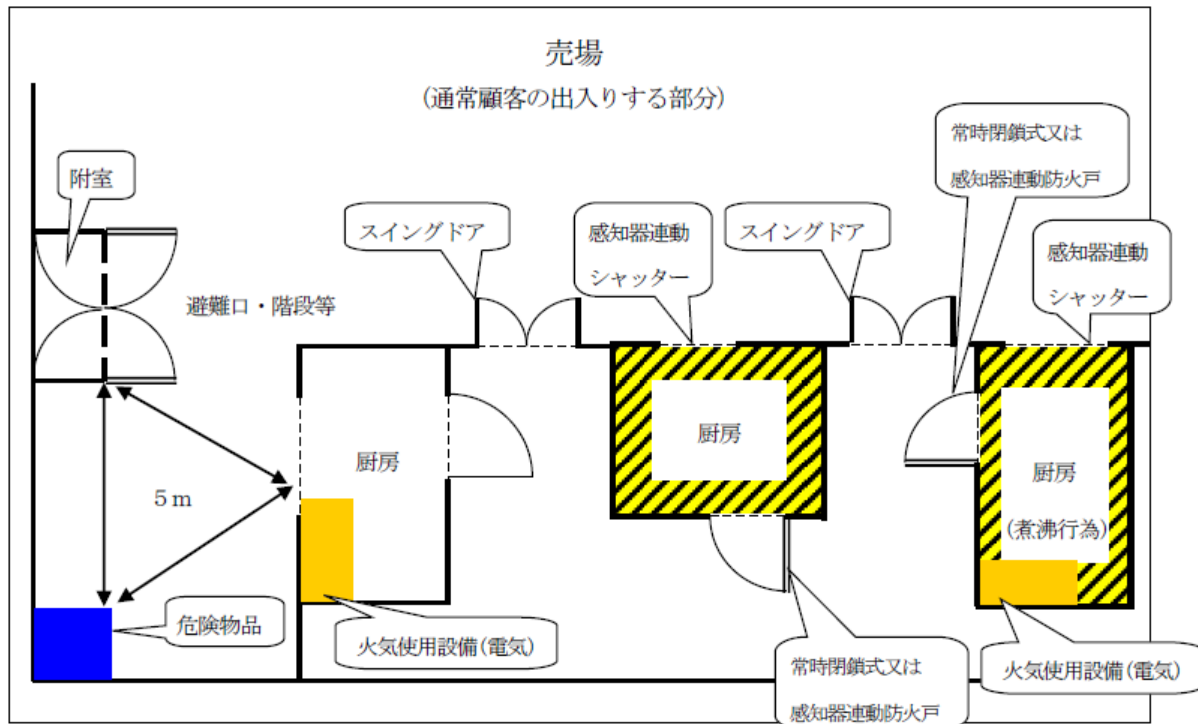 売場
(通常顧客の出入りする部分)
常時閉鎖式又は
感知器連動防火戸
附室
スイングドア
感知器連動
シャッター
スイングドア
感知器連動
シャッター
避難口・階段等
厨房
厨房
厨房
(煮沸行為)
5m
危険物品
火気使用設備(電気)
火気使用設備(電気)
常時閉鎖式又は
感知器連動防火戸